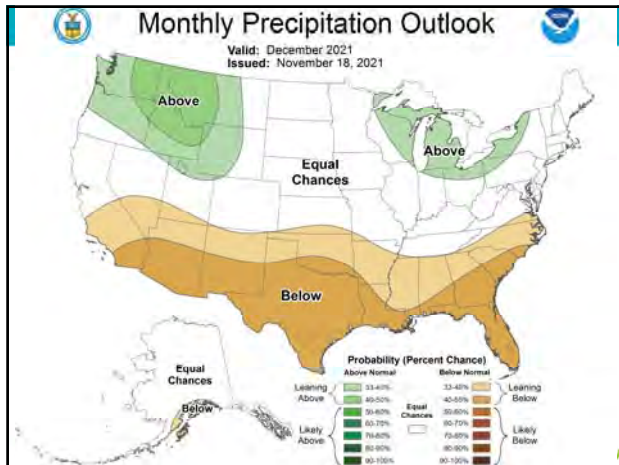 Monthly Precipitation Outlook
Valid: December 2021
Issued: November 18, 2021
Above
Above
Equal
Chances
Below
Equal
Chances
Below
Probability (Percent Chance)
Above Normal
Below Normal
Leaning
Above
33-40%
40-50%
Likely
Above
50-60%
60-70%
70-80%
80-90%
90-100%
Equal
Chances
33-40%
40-50%
Leaning
Below
50-60%
60-70%
70-80%
80-90%
90-100%
Likely
Below